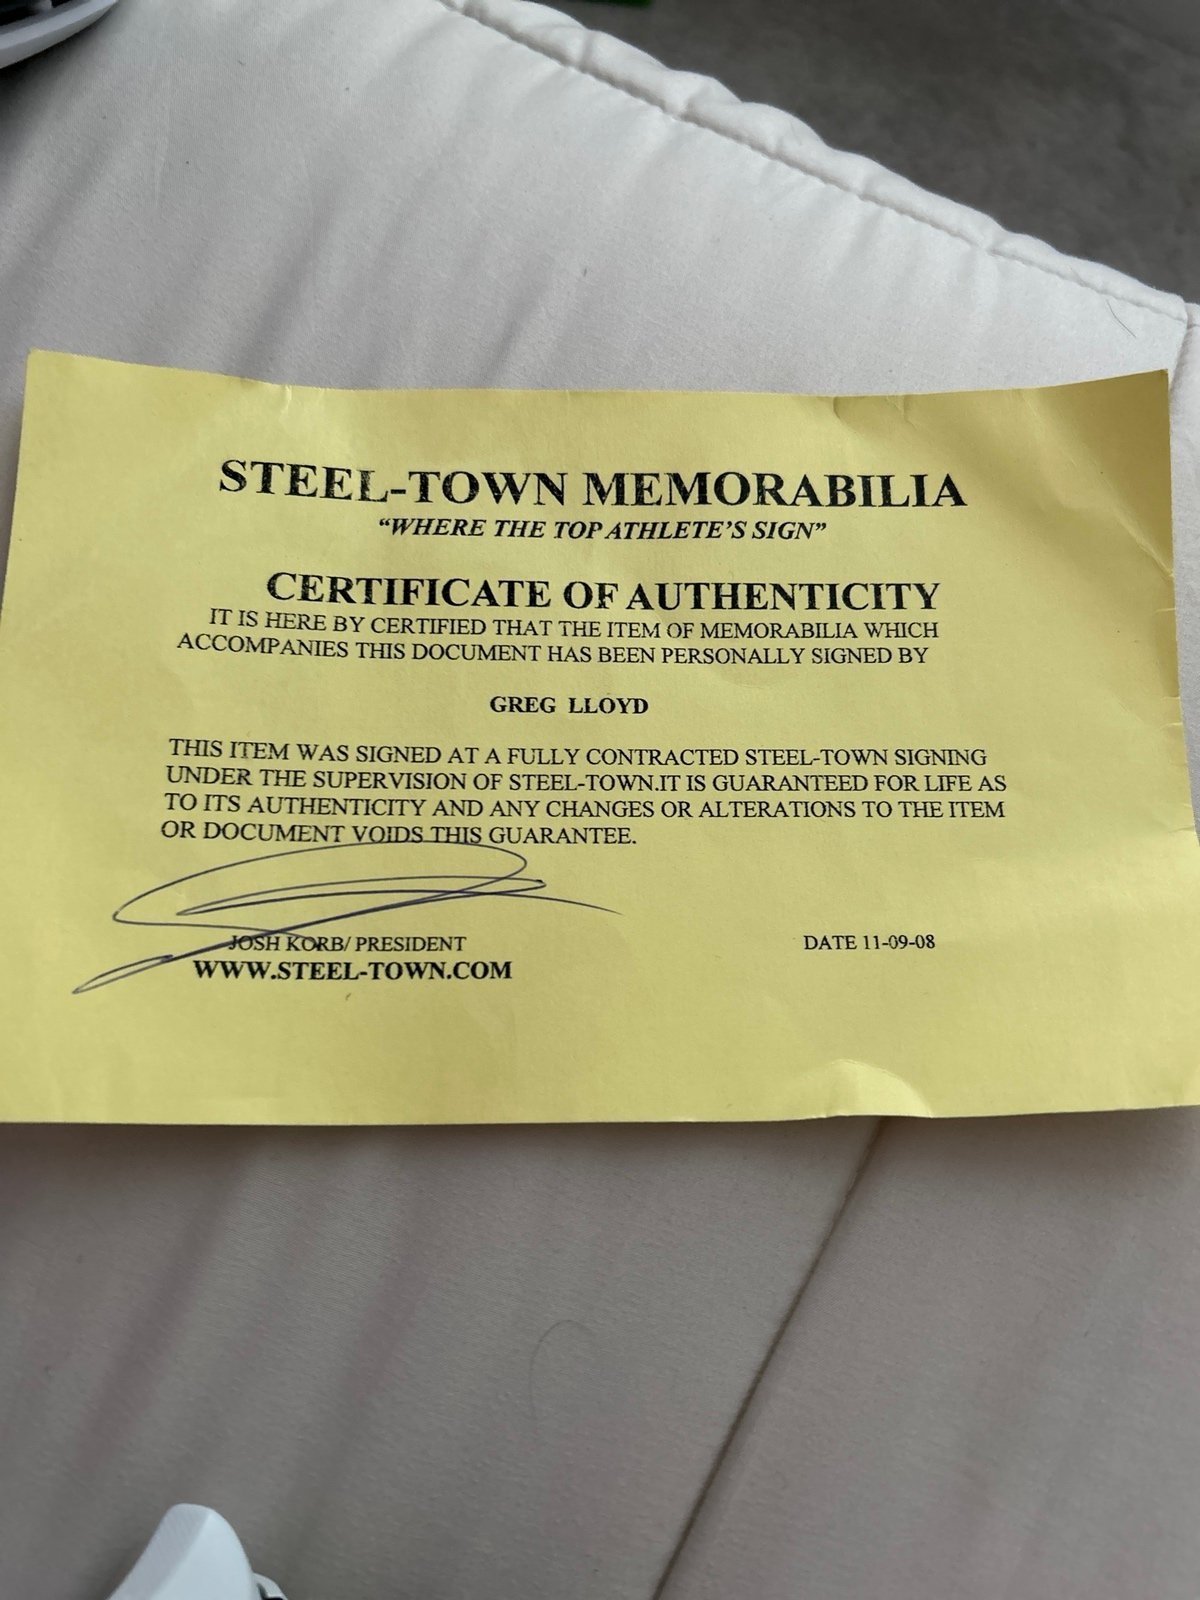 STEEL-TOWN MEMORABILIA
“WHERE THE TOP ATHLETE’S SIGN”
CERTIFICATE OF AUTHENTICITY
IT IS HERE BY CERTIFIED THAT THE ITEM OF MEMORABILIA WHICH
ACCOMPANIES THIS DOCUMENT HAS BEEN PERSONALLY SIGNED BY
GREG LLOYD
THIS ITEM WAS SIGNED AT A FULLY CONTRACTED STEEL-TOWN SIGNING
UNDER THE SUPERVISION OF STEEL-TOWN.IT IS GUARANTEED FOR LIFE AS
TO ITS AUTHENTICITY AND ANY CHANGES OR ALTERATIONS TO THE ITEM
OR DOCUMENT VOIDS THIS GUARANTEE.
JOSH KORB/ PRESIDENT
DATE 11-09-08
WWW.STEEL-TOWN.COM